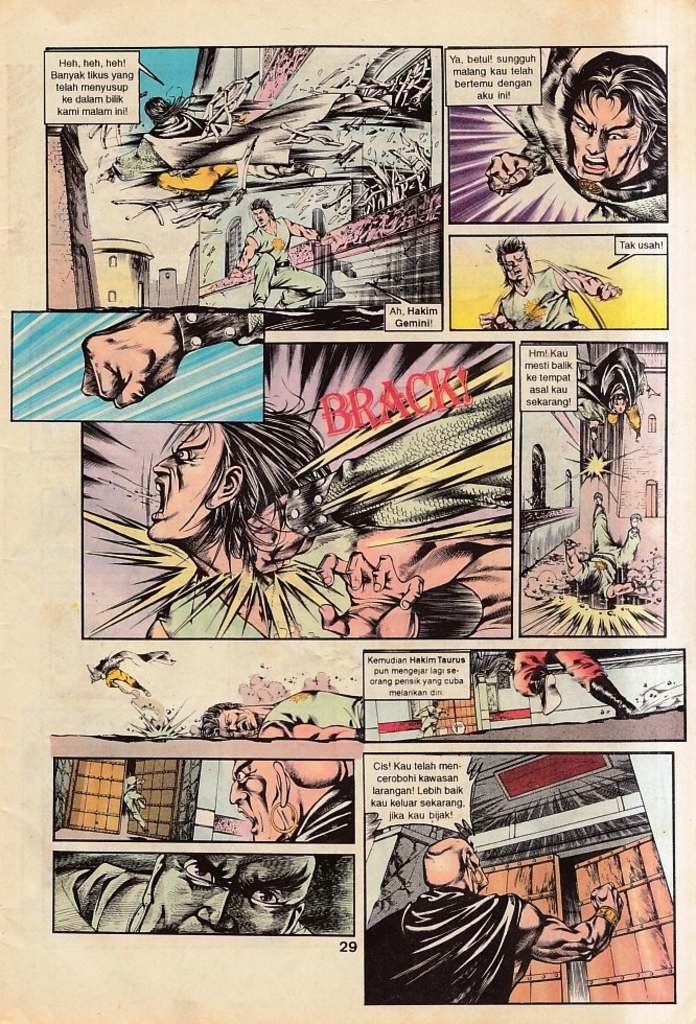 Heh, heh, heh!
Banyak tikus yang
telah menyusup
ke dalam bilik
kami malam ini!
Ya, betul! sungguh
malang kau telah
bertemu dengan
aku ini!
Tak usah!
Ah, Hakim
Gemini!
BRACK!
Hm! Kau
mesti balik
ke tempat
asal kau
sekarang!
Kemudian Hakim Taurus
pun mengejar lagi se-
orang perisik yang cuba
melarikan diri.
Cis! Kau telah men-
cerobohi kawasan
larangan! Lebih baik
kau keluar sekarang,
jika kau bijak!
29